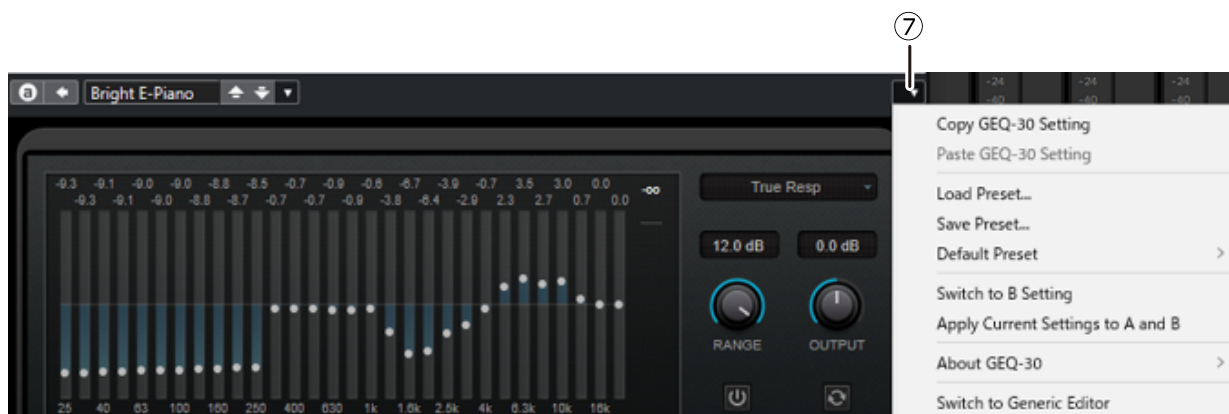 ⑦
a
Bright E-Piano
-24 -24 -24
-40 -40 -40
Copy GEQ-30 Setting
Paste GEQ-30 Setting
Load Preset...
Save Preset...
Default Preset
Switch to B Setting
Apply Current Settings to A and B
About GEQ-30
Switch to Generic Editor
-9.3 -9.1 -9.0 -9.0 -8.8 -8.5 -0.7 -0.9 -0.6 -6.7 -3.9 -0.7 3.5 3.0 0.0
-9.3 -9.1 -9.0 -8.8 -8.7 -0.7 -0.7 -0.9 -3.8 -6.4 -2.9 2.3 2.7 0.7 0.0
-∞
True Resp
12.0 dB 0.0 dB
RANGE OUTPUT
25 40 63 100 160 250 400 630 1k 1.6k 2.5k 4k 6.3k 10k 16k